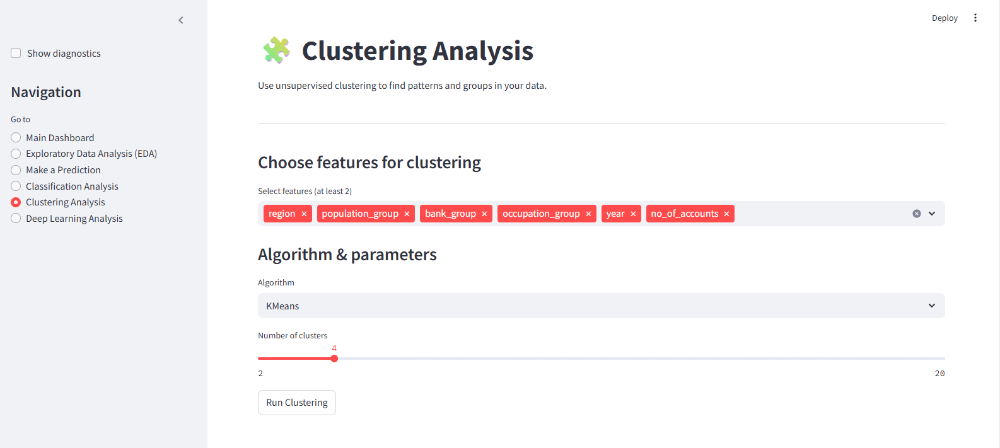 Show diagnostics
Navigation
Go to
Main Dashboard
Exploratory Data Analysis (EDA)
Make a Prediction
Classification Analysis
Clustering Analysis
Deep Learning Analysis
Deploy
Clustering Analysis
Use unsupervised clustering to find patterns and groups in your data.
Choose features for clustering
Select features (at least 2)
region population_group bank_group occupation_group year no_of_accounts
Algorithm & parameters
Algorithm
KMeans
Number of clusters
4
2 20
Run Clustering